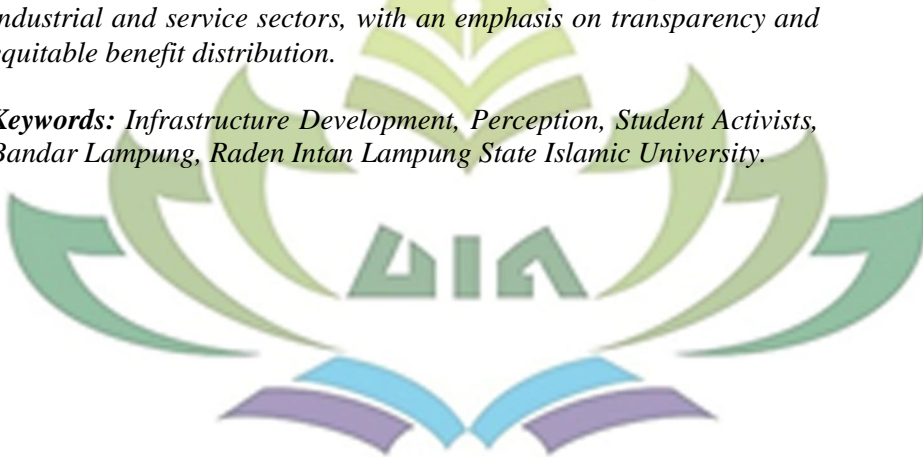 industrial and service sectors, with an emphasis on transparency and
equitable benefit distribution.
Keywords: Infrastructure Development, Perception, Student Activists,
Bandar Lampung, Raden Intan Lampung State Islamic University.
UIN